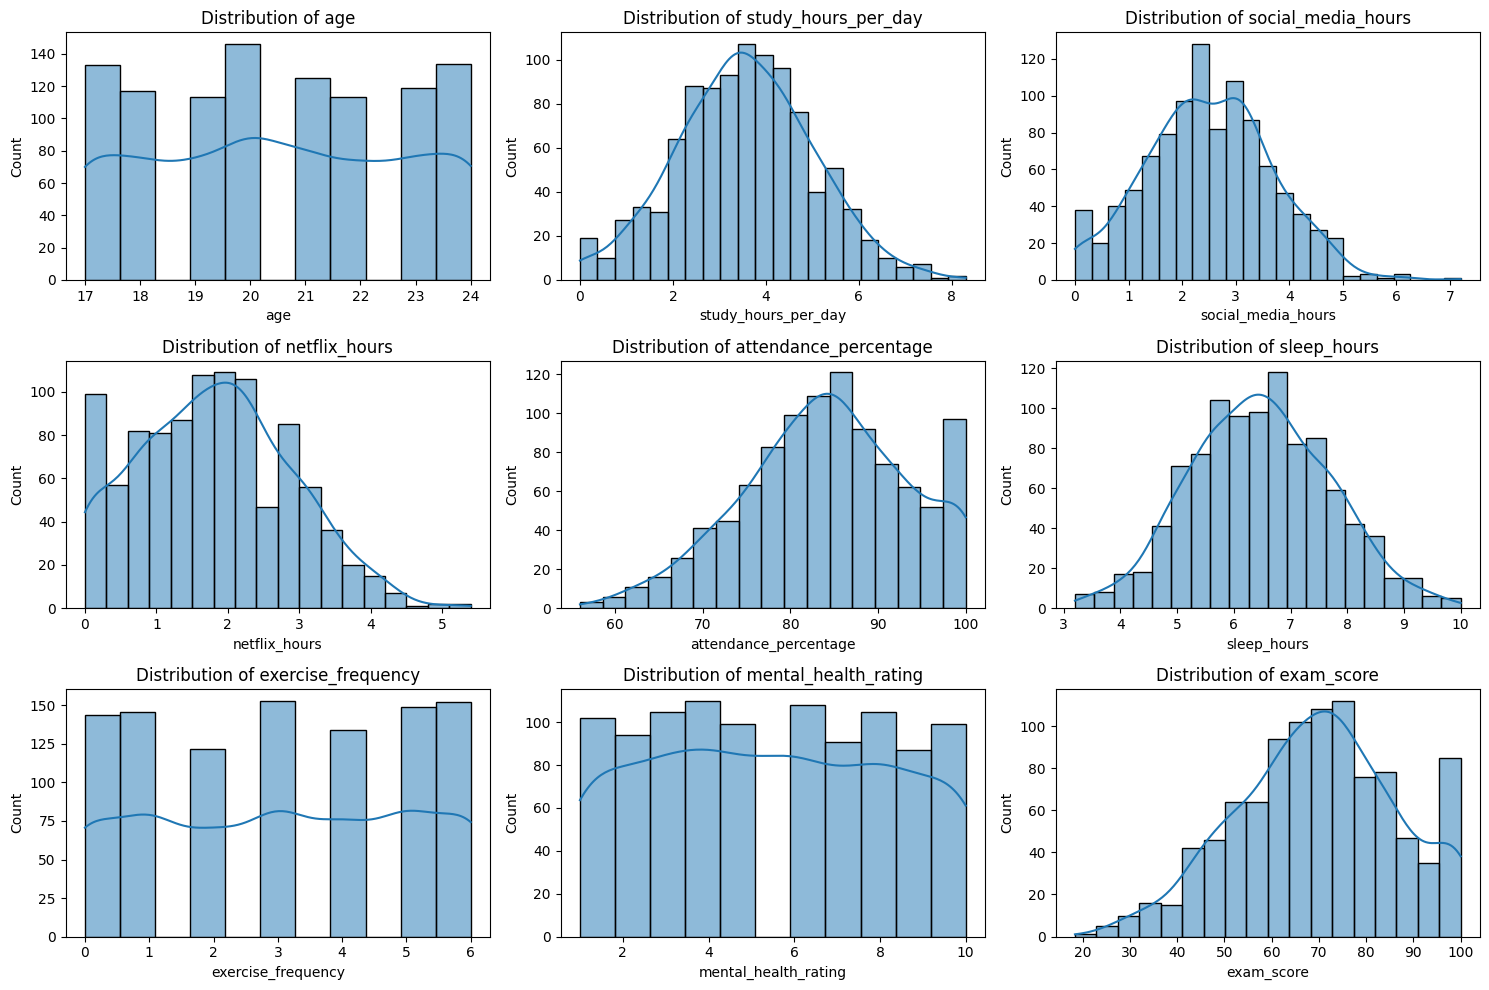 Distribution of age
Count
140
120
100
80
60
40
20
0
17 18 19 20 21 22 23 24
age
Distribution of study_hours_per_day
Count
100
80
60
40
20
0
0 2 4 6 8
study_hours_per_day
Distribution of social_media_hours
Count
120
100
80
60
40
20
0
0 1 2 3 4 5 6 7
social_media_hours
Distribution of netflix_hours
Count
100
80
60
40
20
0
0 1 2 3 4 5
netflix_hours
Distribution of attendance_percentage
Count
120
100
80
60
40
20
0
60 70 80 90 100
attendance_percentage
Distribution of sleep_hours
Count
120
100
80
60
40
20
0
3 4 5 6 7 8 9 10
sleep_hours
Distribution of exercise_frequency
Count
150
125
100
75
50
25
0
0 1 2 3 4 5 6
exercise_frequency
Distribution of mental_health_rating
Count
100
80
60
40
20
0
2 4 6 8 10
mental_health_rating
Distribution of exam_score
Count
100
80
60
40
20
0
20 30 40 50 60 70 80 90 100
exam_score